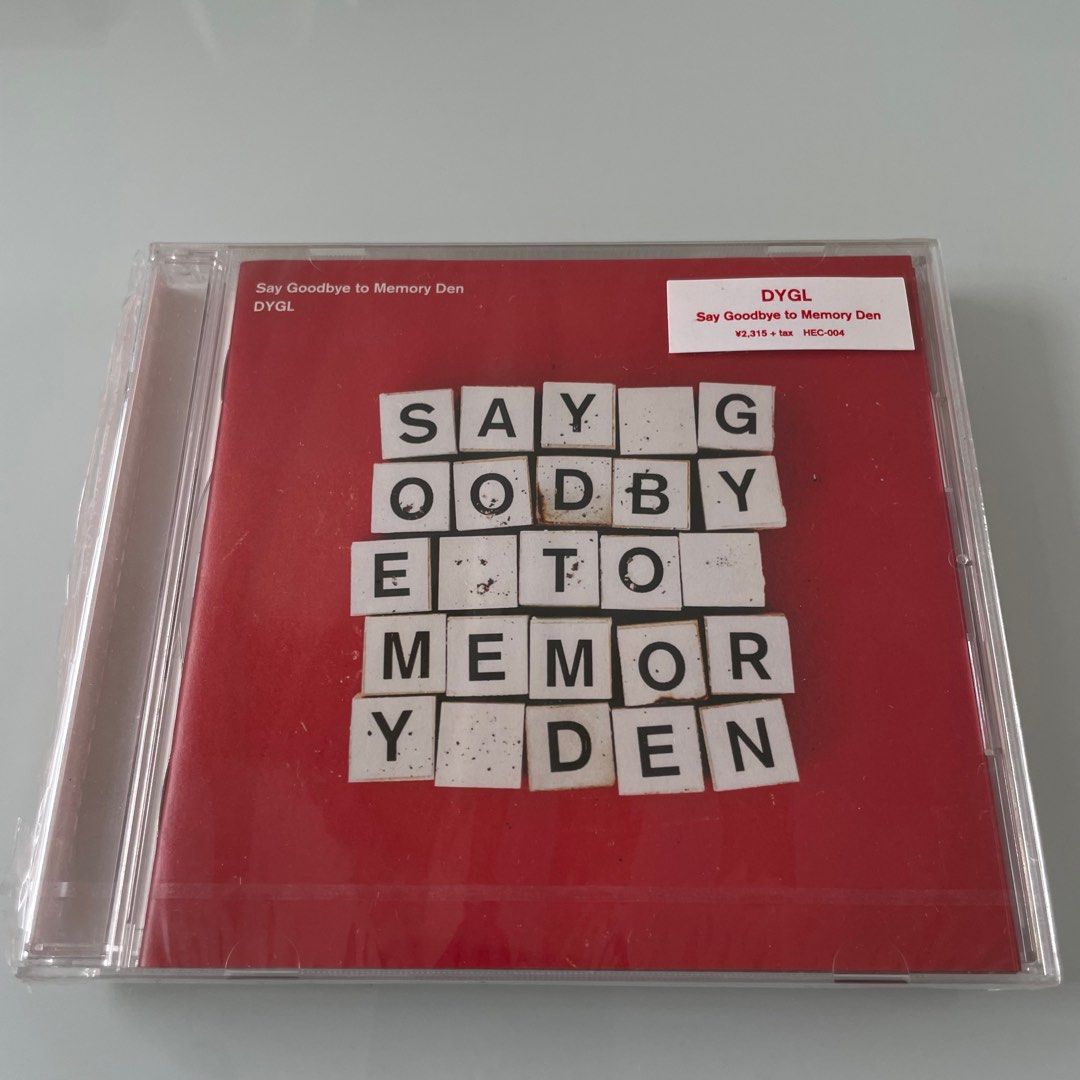 Say Goodbye to Memory Den
DYGL
DYGL
Say Goodbye to Memory Den
¥2,315 + tax HEC-004
SAY G
OODBY
E TO
MEMOR
Y DEN